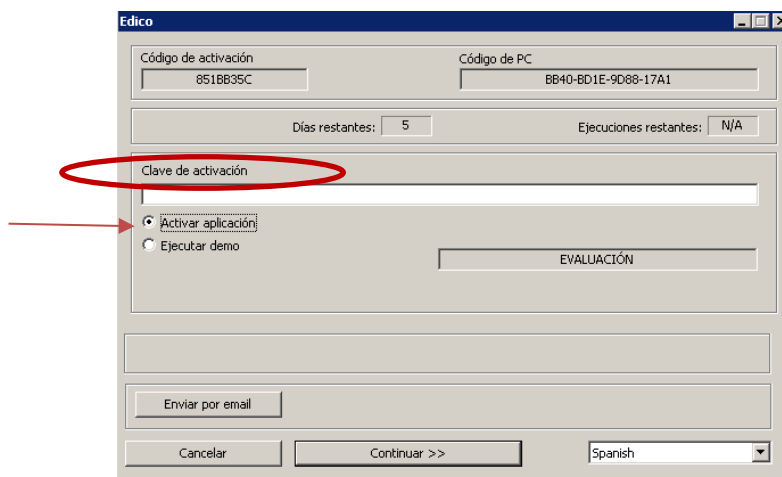 Edico
Código de activación
Código de PC
851BB35C
BB40-BD1E-9D88-17A1
Días restantes: 5
Ejecuciones restantes: N/A
Clave de activación
Activar aplicación
Ejecutar demo
EVALUACIÓN
Enviar por email
Cancelar
Continuar >>
Spanish